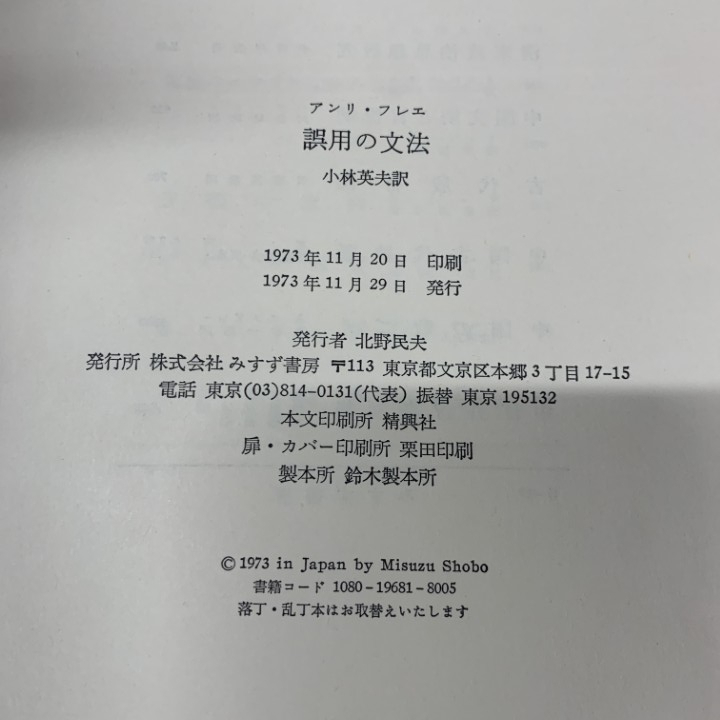 アンリ・フレエ
誤用の文法
小林英夫訳
1973年11月20日 印刷
1973年11月29日 発行
発行者 北野民夫
発行所 株式会社 みすず書房 〒113 東京都文京区本郷3丁目17-15
電話 東京(03)814-0131(代表) 振替 東京195132
本文印刷所 精興社
扉・カバー印刷所 栗田印刷
製本所 鈴木製本所
©1973 in Japan by Misuzu Shobo
書籍コード 1080-19681-8005
落丁・乱丁本はお取替えいたします